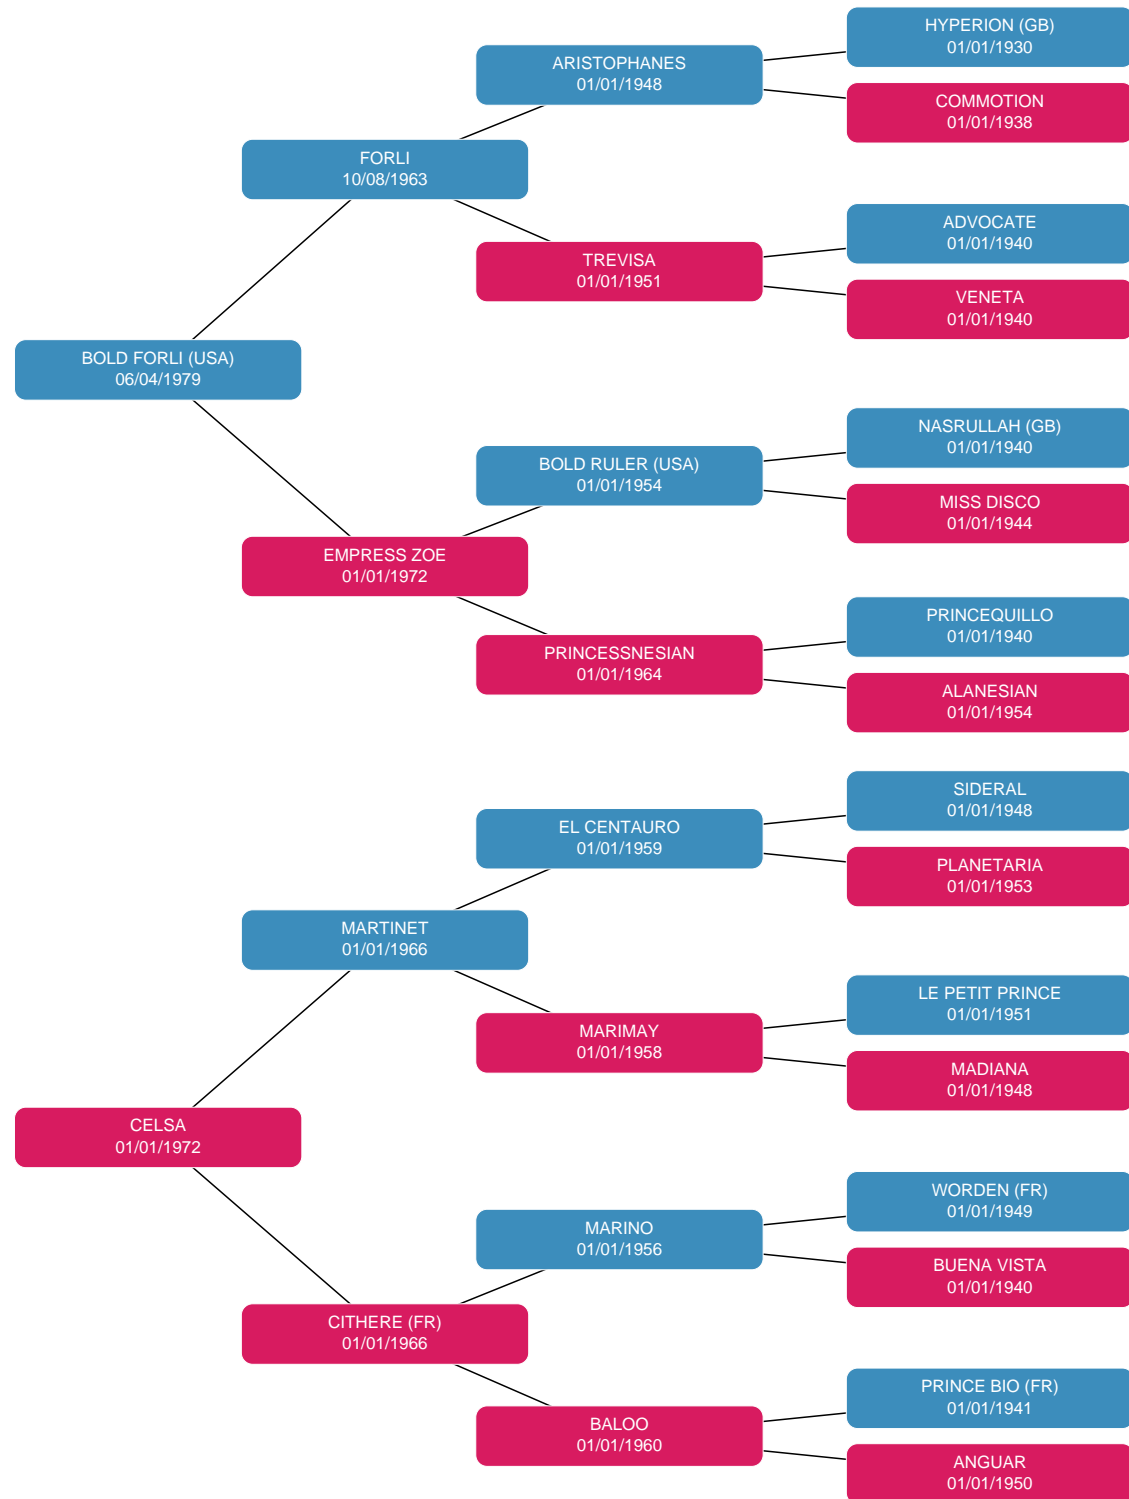 HYPERION (GB)
01/01/1930
ARISTOPHANES
01/01/1948
COMMOTION
01/01/1938
FORLI
10/08/1963
ADVOCATE
01/01/1940
TREVISA
01/01/1951
VENETA
01/01/1940
BOLD FORLI (USA)
06/04/1979
NASRULLAH (GB)
01/01/1940
BOLD RULER (USA)
01/01/1954
MISS DISCO
01/01/1944
EMPRESS ZOE
01/01/1972
PRINCEQUILLO
01/01/1940
PRINCESSNESIAN
01/01/1964
ALANESIAN
01/01/1954
SIDERAL
01/01/1948
EL CENTAURO
01/01/1959
PLANETARIA
01/01/1953
MARTINET
01/01/1966
LE PETIT PRINCE
01/01/1951
MARIMAY
01/01/1958
MADIANA
01/01/1948
CELSA
01/01/1972
WORDEN (FR)
01/01/1949
MARINO
01/01/1956
BUENA VISTA
01/01/1940
CITHERE (FR)
01/01/1966
PRINCE BIO (FR)
01/01/1941
BALOO
01/01/1960
ANGUAR
01/01/1950